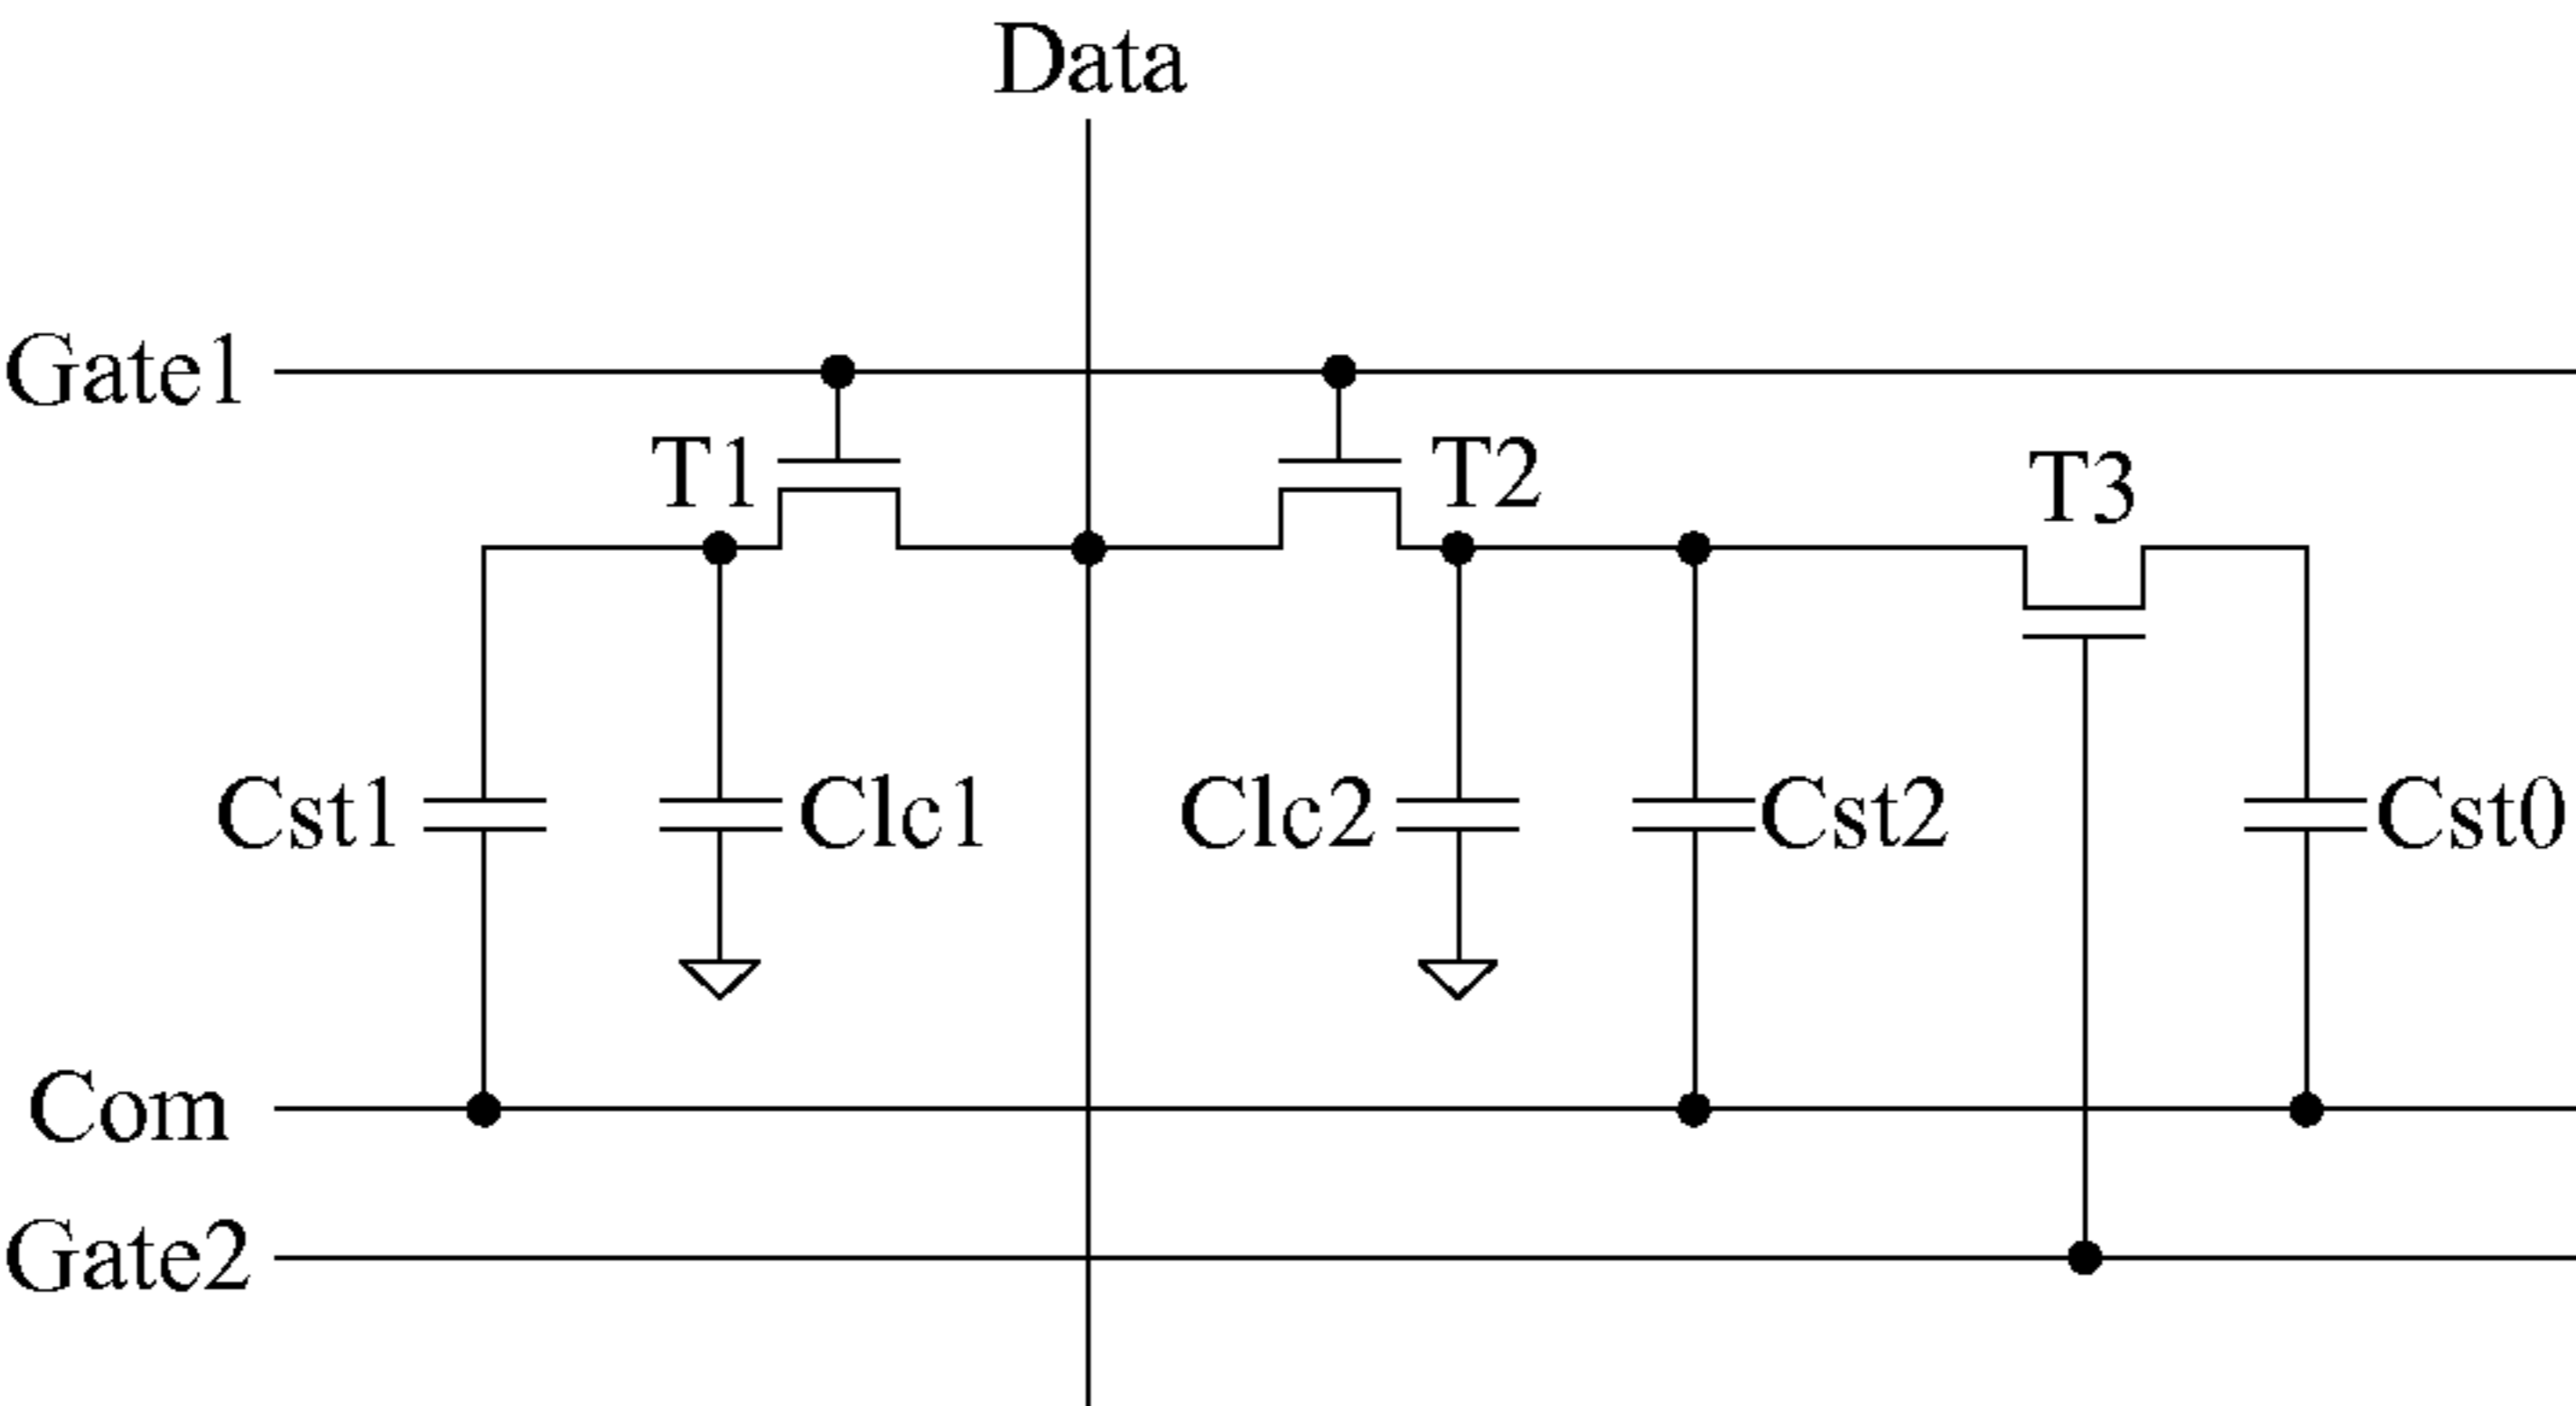 Data
Gate1
T1
T2
T3
Cst1
Clc1
Clc2
Cst2
Cst0
Com
Gate2